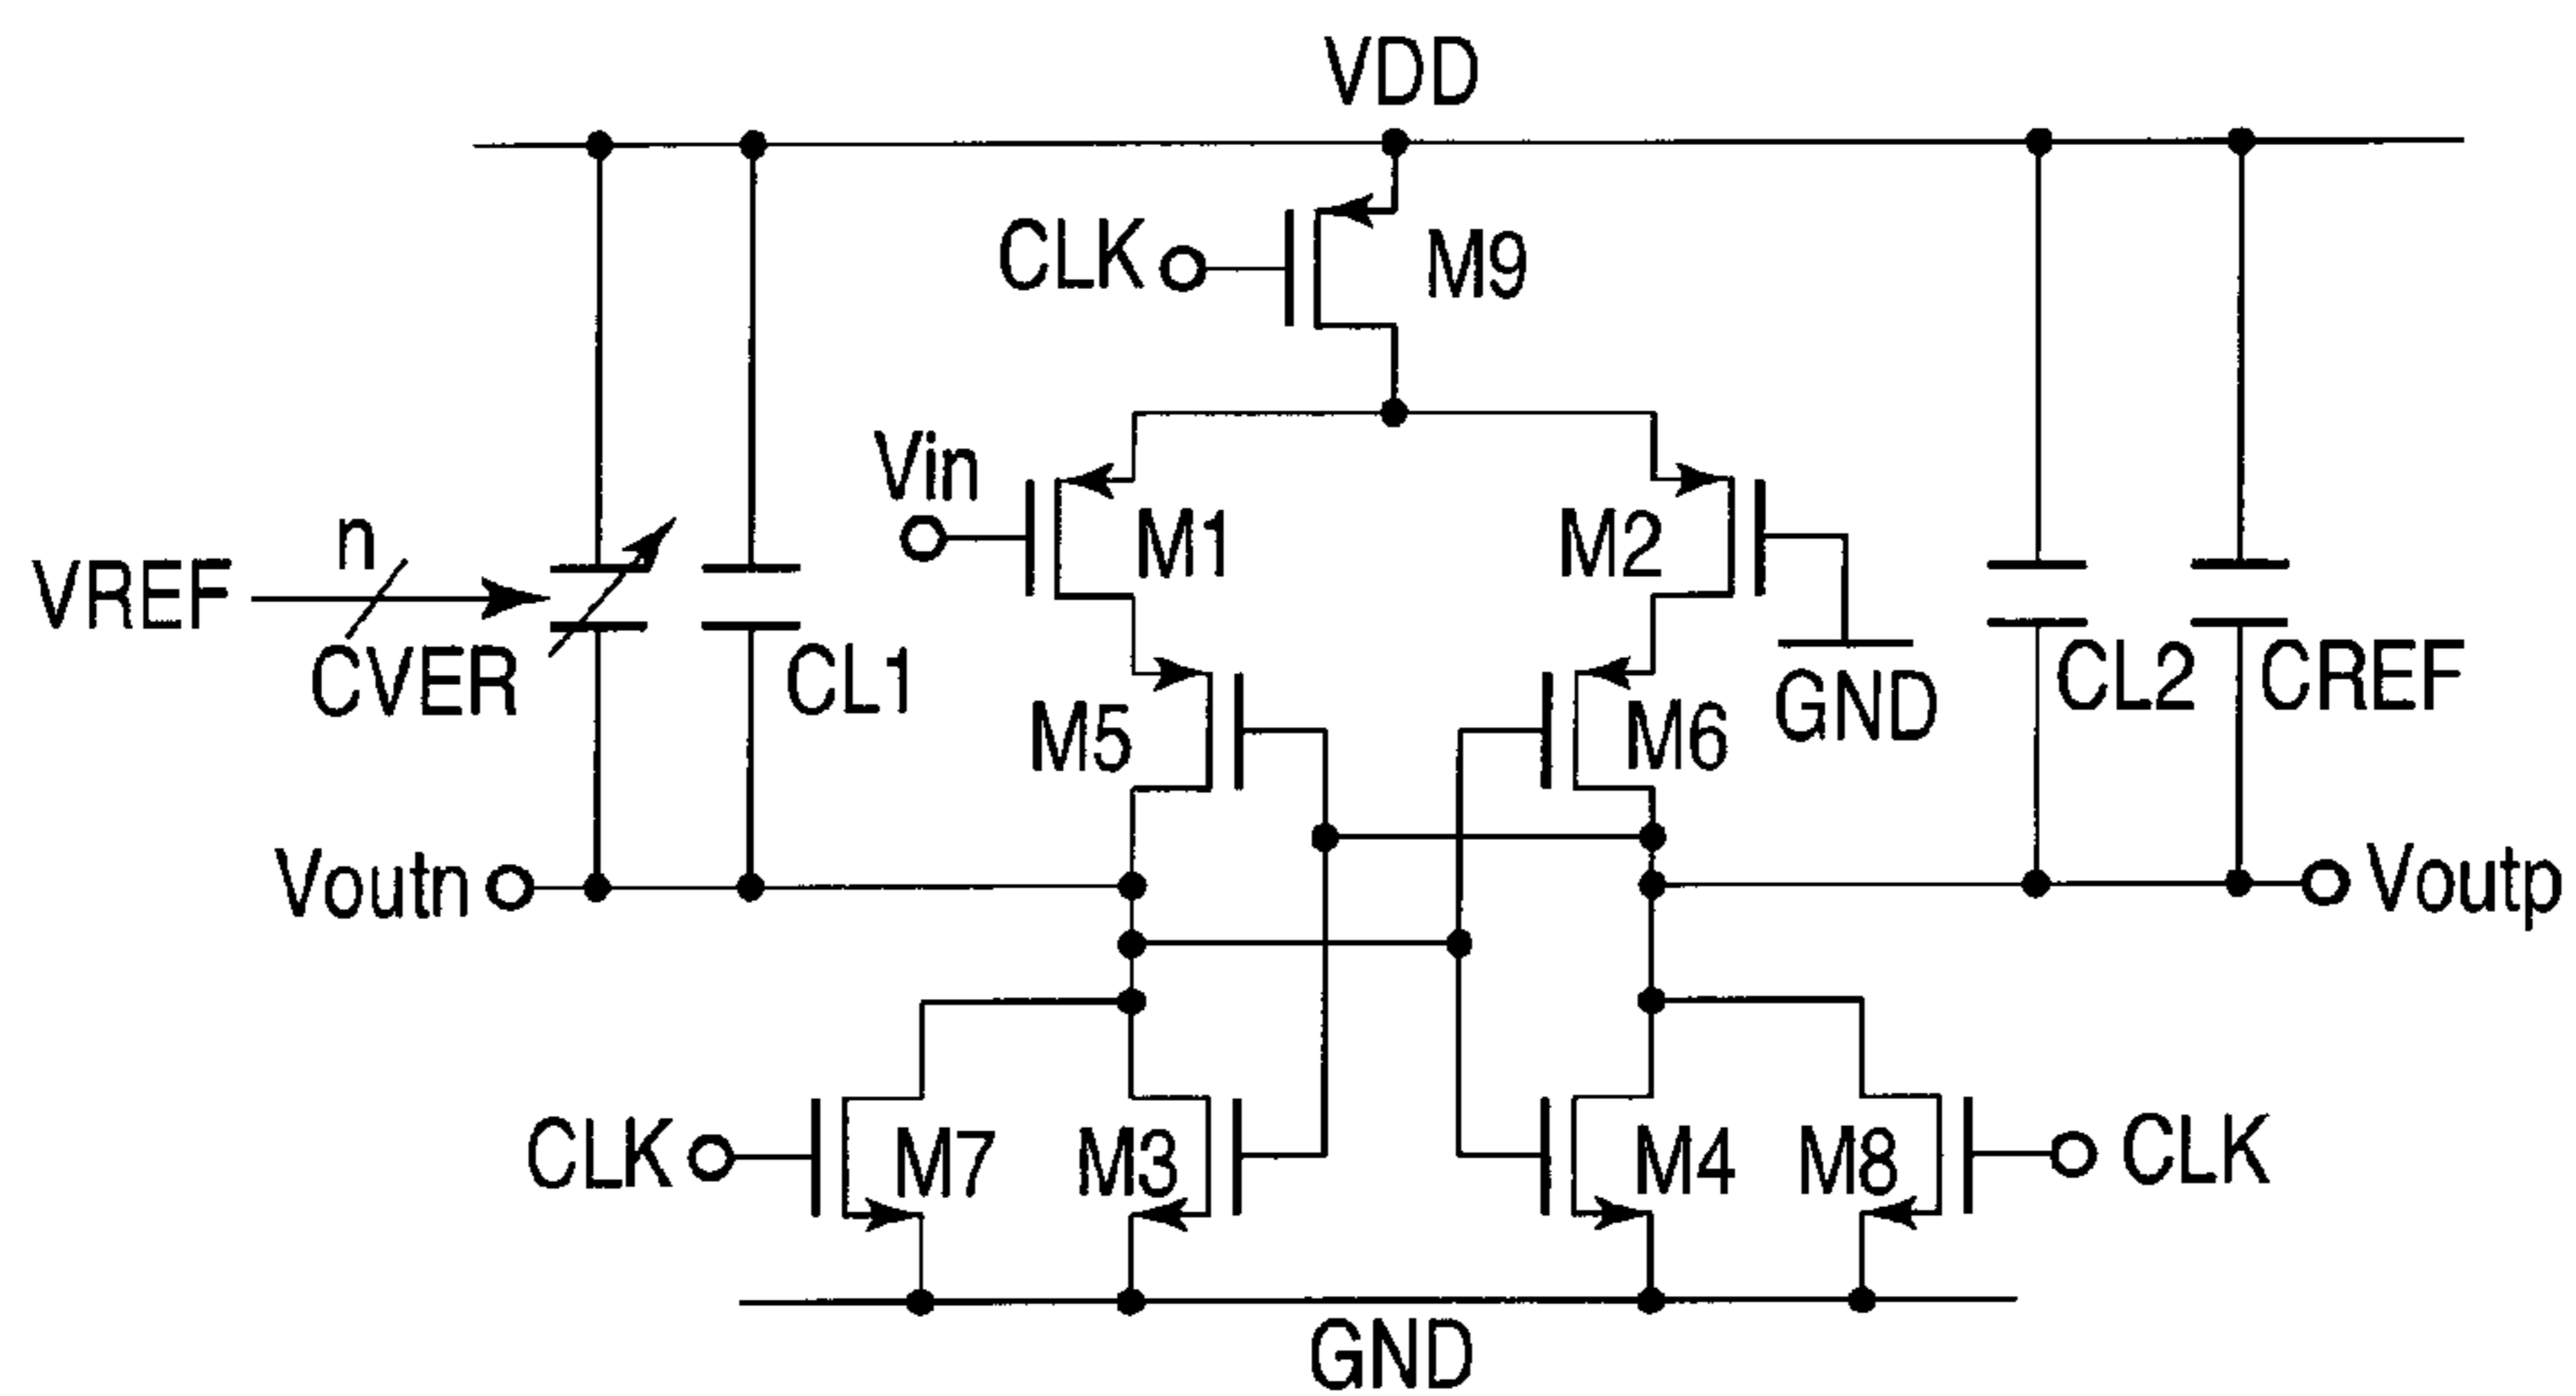 VDD
CLK
M9
Vin
M1
M2
n
VREF
CVER
CL1
M5
M6
GND
CL2
CREF
Voutn
Voutp
CLK
M7
M3
M4
M8
CLK
GND